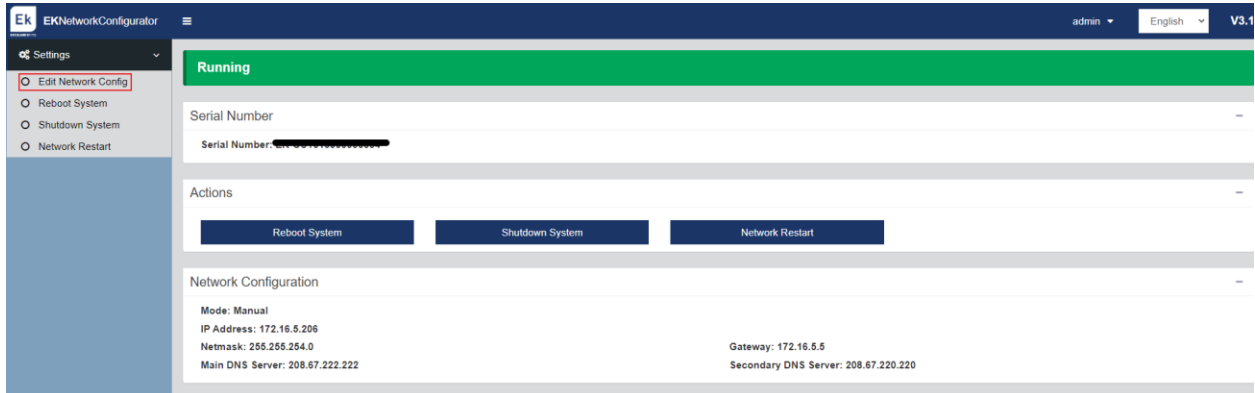 Ek EKNetworkConfigurator admin English V3.1
Settings
Edit Network Config
Reboot System
Shutdown System
Network Restart
Running
Serial Number
Serial Number:
Actions
Reboot System Shutdown System Network Restart
Network Configuration
Mode: Manual
IP Address: 172.16.5.206
Netmask: 255.255.254.0 Gateway: 172.16.5.5
Main DNS Server: 208.67.222.222 Secondary DNS Server: 208.67.220.220